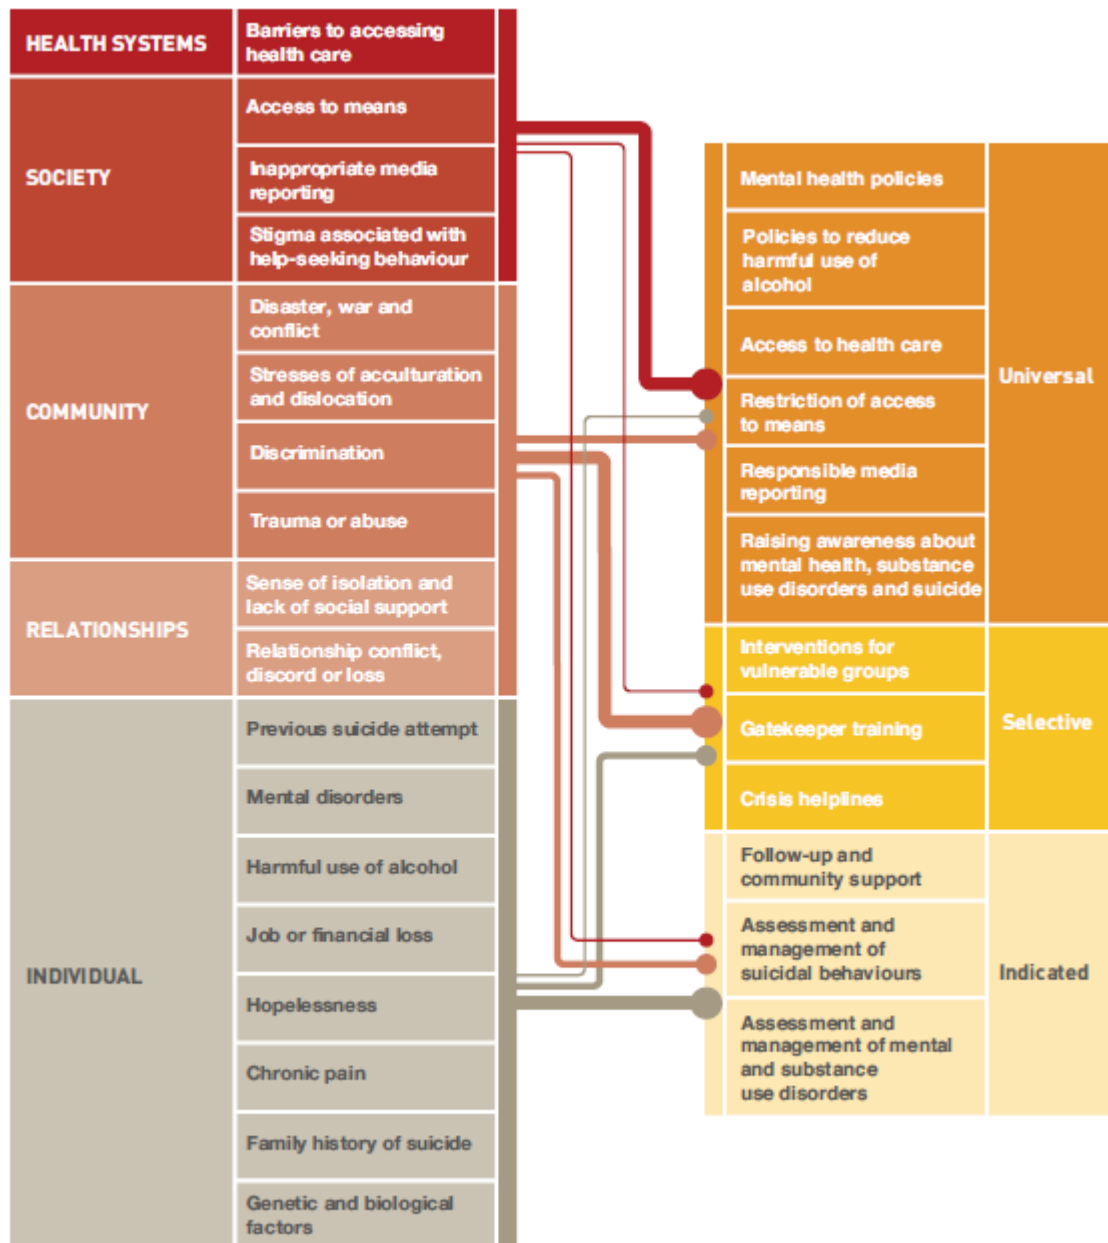 HEALTH SYSTEMS
Barriers to accessing
health care
SOCIETY
Access to means
Inappropriate media
reporting
Stigma associated with
help-seeking behaviour
COMMUNITY
Disaster, war and
conflict
Stresses of acculturation
and dislocation
Discrimination
Trauma or abuse
RELATIONSHIPS
Sense of isolation and
lack of social support
Relationship conflict,
discord or loss
INDIVIDUAL
Previous suicide attempt
Mental disorders
Harmful use of alcohol
Job or financial loss
Hopelessness
Chronic pain
Family history of suicide
Genetic and biological
factors
Mental health policies
Policies to reduce
harmful use of
alcohol
Access to health care
Restriction of access
to means
Responsible media
reporting
Raising awareness about
mental health, substance
use disorders and suicide
Universal
Interventions for
vulnerable groups
Gatekeeper training
Crisis helplines
Selective
Follow-up and
community support
Assessment and
management of
suicidal behaviours
Assessment and
management of mental
and substance
use disorders
Indicated